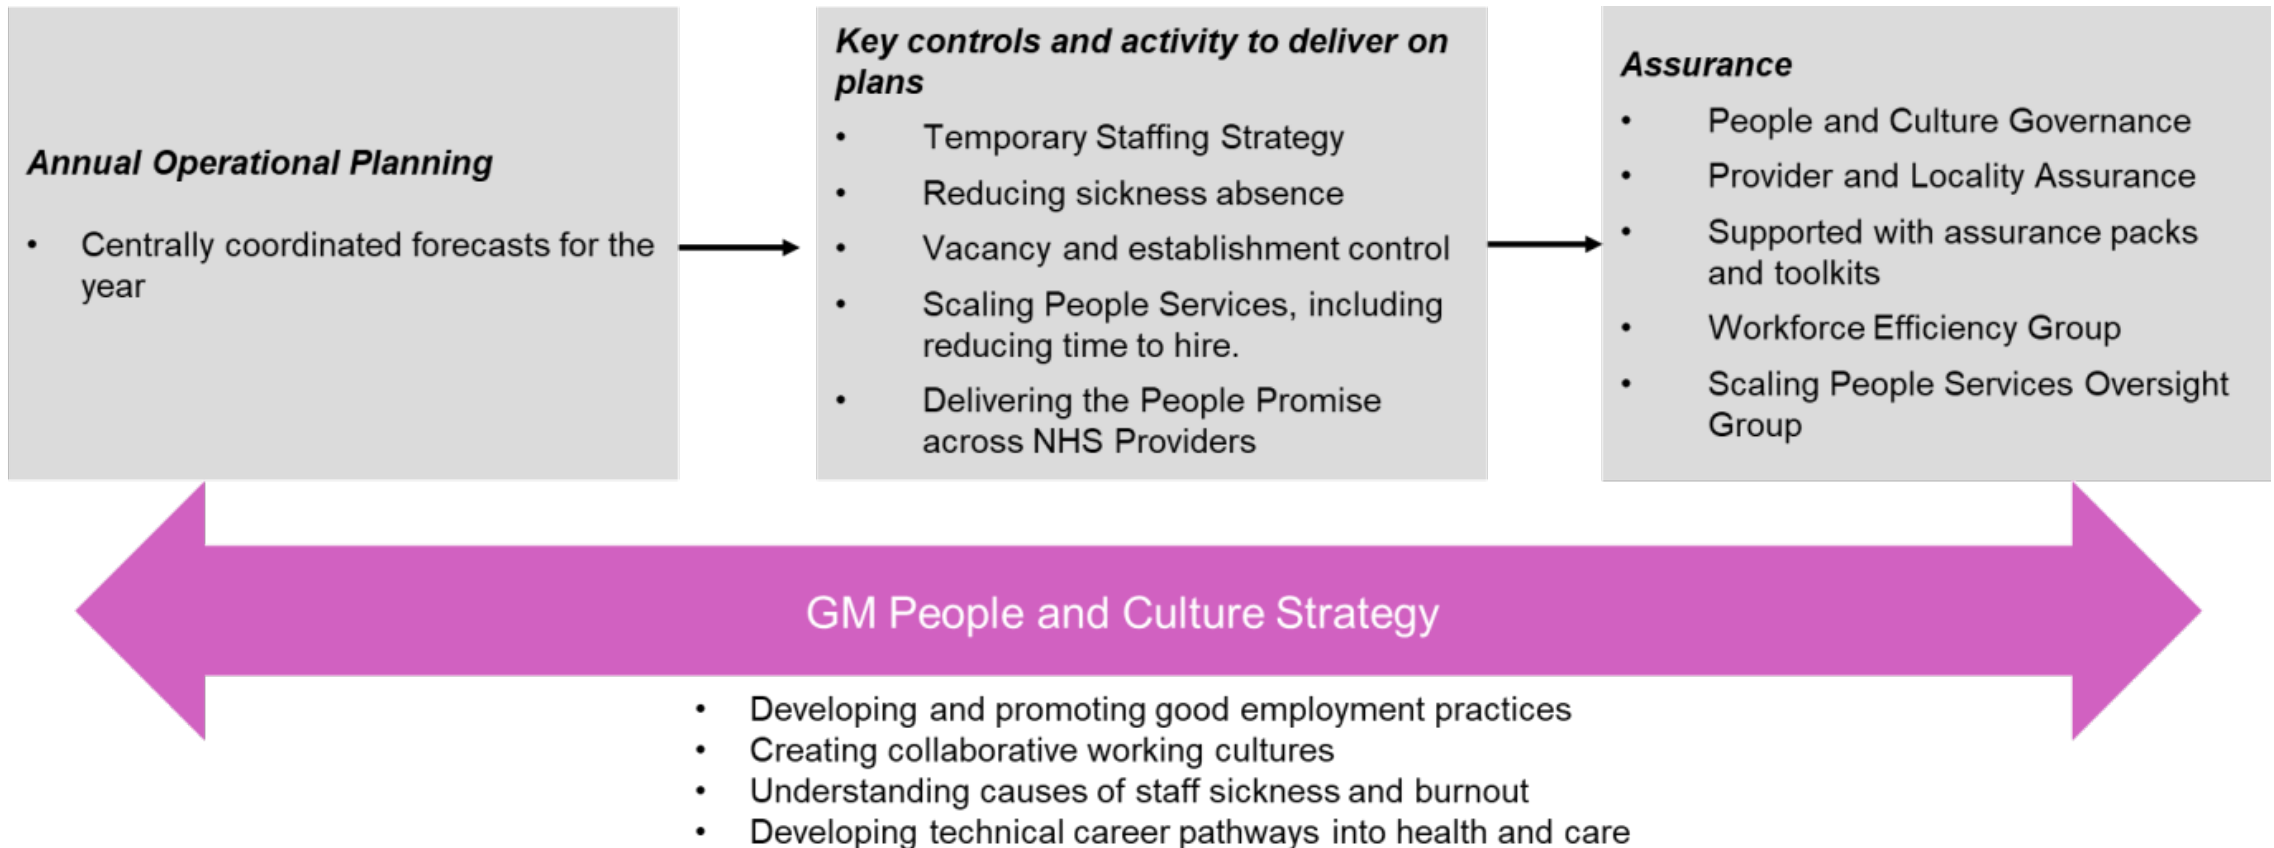 Annual Operational Planning
• Centrally coordinated forecasts for the
year
Key controls and activity to deliver on
plans
• Temporary Staffing Strategy
• Reducing sickness absence
• Vacancy and establishment control
• Scaling People Services, including
reducing time to hire.
• Delivering the People Promise
across NHS Providers
Assurance
• People and Culture Governance
• Provider and Locality Assurance
• Supported with assurance packs
and toolkits
• Workforce Efficiency Group
• Scaling People Services Oversight
Group
GM People and Culture Strategy
• Developing and promoting good employment practices
• Creating collaborative working cultures
• Understanding causes of staff sickness and burnout
• Developing technical career pathways into health and care